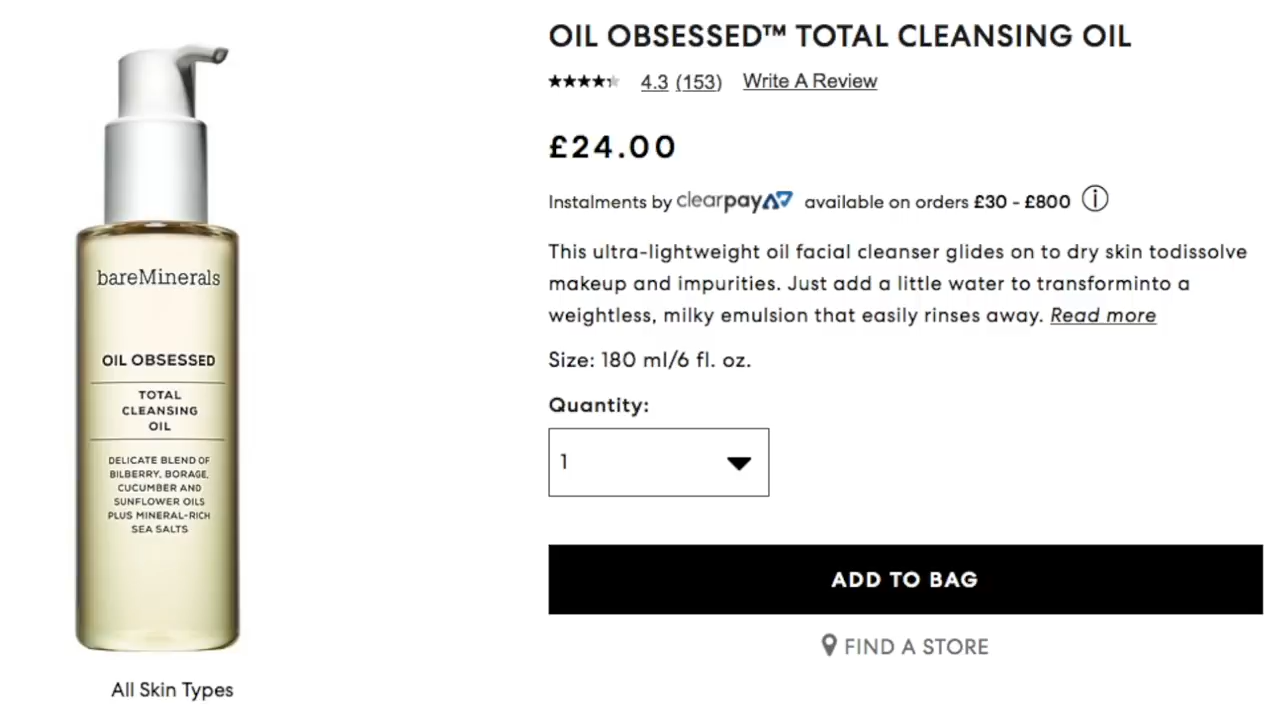 bareMinerals
OIL OBSESSED
TOTAL
CLEANSING
OIL
DELICATE BLEND OF
BILBERRY, BORAGE,
CUCUMBER AND
SUNFLOWER OILS
PLUS MINERAL-RICH
SEA SALTS
All Skin Types
OIL OBSESSED™ TOTAL CLEANSING OIL
4.3 (153) Write A Review
£24.00
Instalments by clearpay available on orders £30 - £800
This ultra-lightweight oil facial cleanser glides on to dry skin todissolve
makeup and impurities. Just add a little water to transforminto a
weightless, milky emulsion that easily rinses away. Read more
Size: 180 ml/6 fl. oz.
Quantity:
1
ADD TO BAG
FIND A STORE